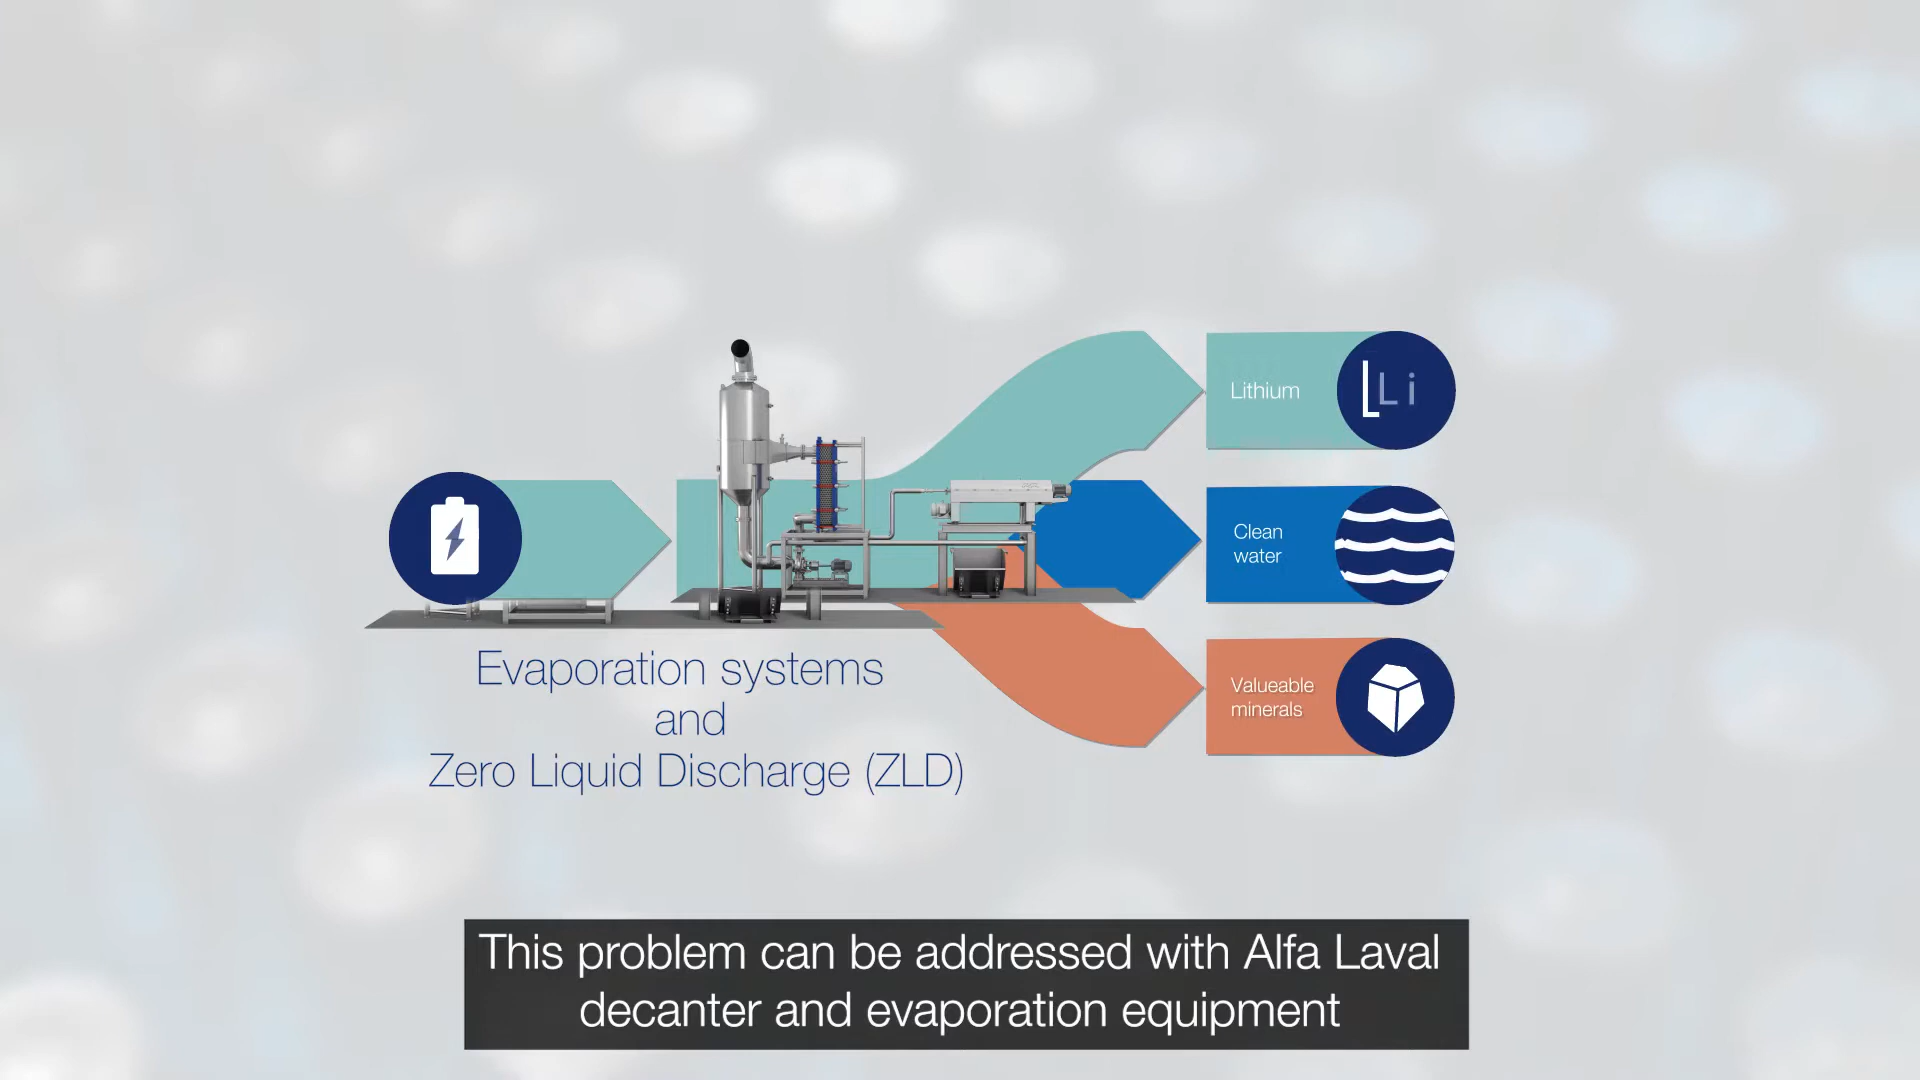 Lithium
Li
Clean
water
Valueable
minerals
Evaporation systems
and
Zero Liquid Discharge (ZLD)
This problem can be addressed with Alfa Laval
decanter and evaporation equipment